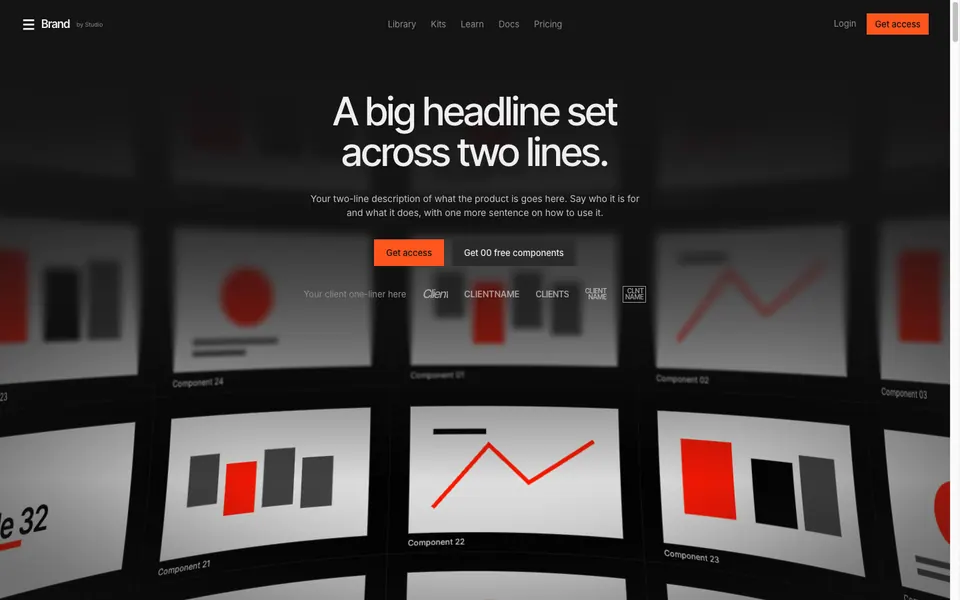 Brand by Studio
Library Kits Learn Docs Pricing
Login
Get access
A big headline set
across two lines.
Your two-line description of what the product is goes here. Say who it is for
and what it does, with one more sentence on how to use it.
Get access
Get 00 free components
Your client one-liner here
Client
CLIENTNAME
CLIENTS
CLIENT
NAME
CLNT
NAME
23
Component 24
Component 01
Component 02
Component 03
32
Component 21
Component 22
Component 23